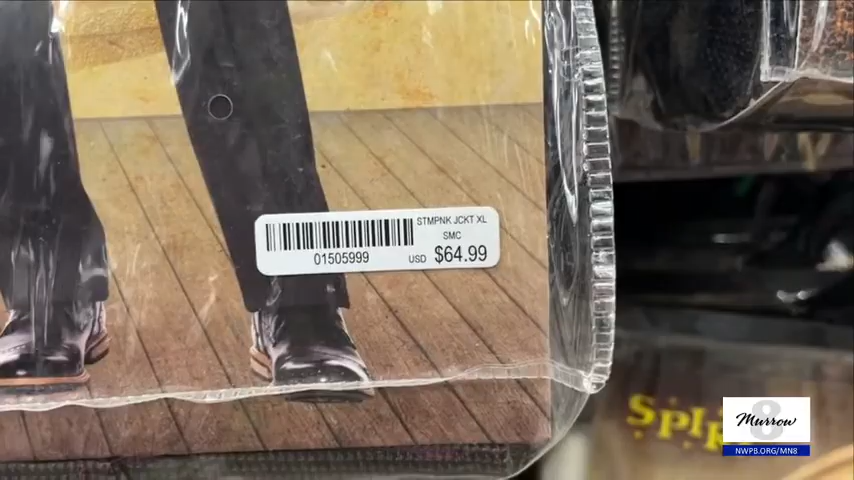 STMPNK JCKT XL
SMC
01505999
USD $64.99
SPIR
8
Murrow
NWPB.ORG/MN8